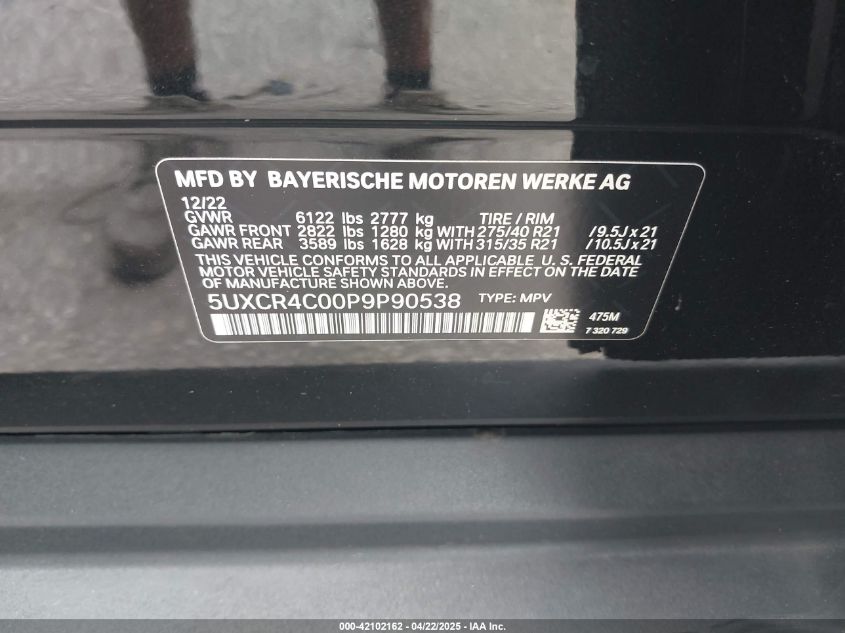 MFD BY BAYERISCHE MOTOREN WERKE AG
12/22
GVWR 6122 lbs 2777 kg TIRE / RIM
GAWR FRONT 2822 lbs 1280 kg WITH 275/40 R21 /9.5J x 21
GAWR REAR 3589 lbs 1628 kg WITH 315/35 R21 /10.5J x 21
THIS VEHICLE CONFORMS TO ALL APPLICABLE U. S. FEDERAL
MOTOR VEHICLE SAFETY STANDARDS IN EFFECT ON THE DATE
OF MANUFACTURE SHOWN ABOVE.
5UXCR4C00P9P90538 TYPE: MPV
475M
7 320 729
000-42102162 - 04/22/2025 - IAA Inc.